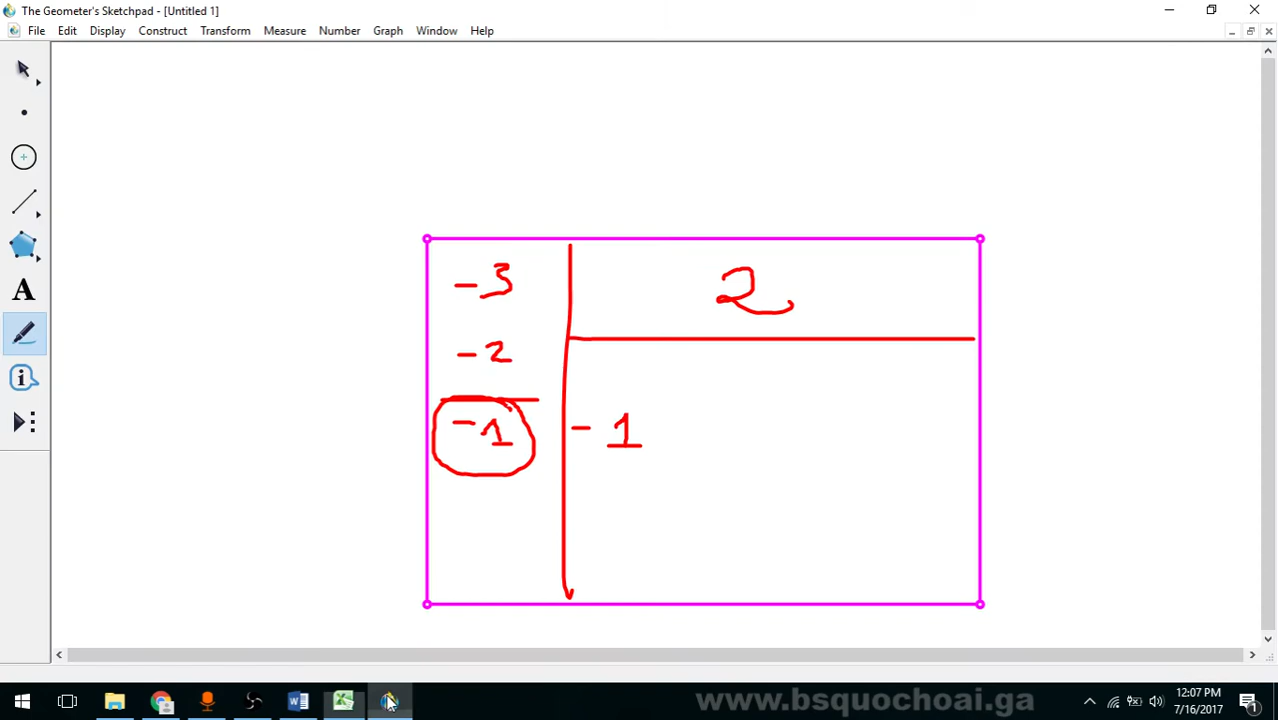 The Geometer's Sketchpad - [Untitled 1]
File Edit Display Construct Transform Measure Number Graph Window Help
-3
2
-2
-1
-1
A
www.bsquochoai.ga
12:07 PM
7/16/2017
1